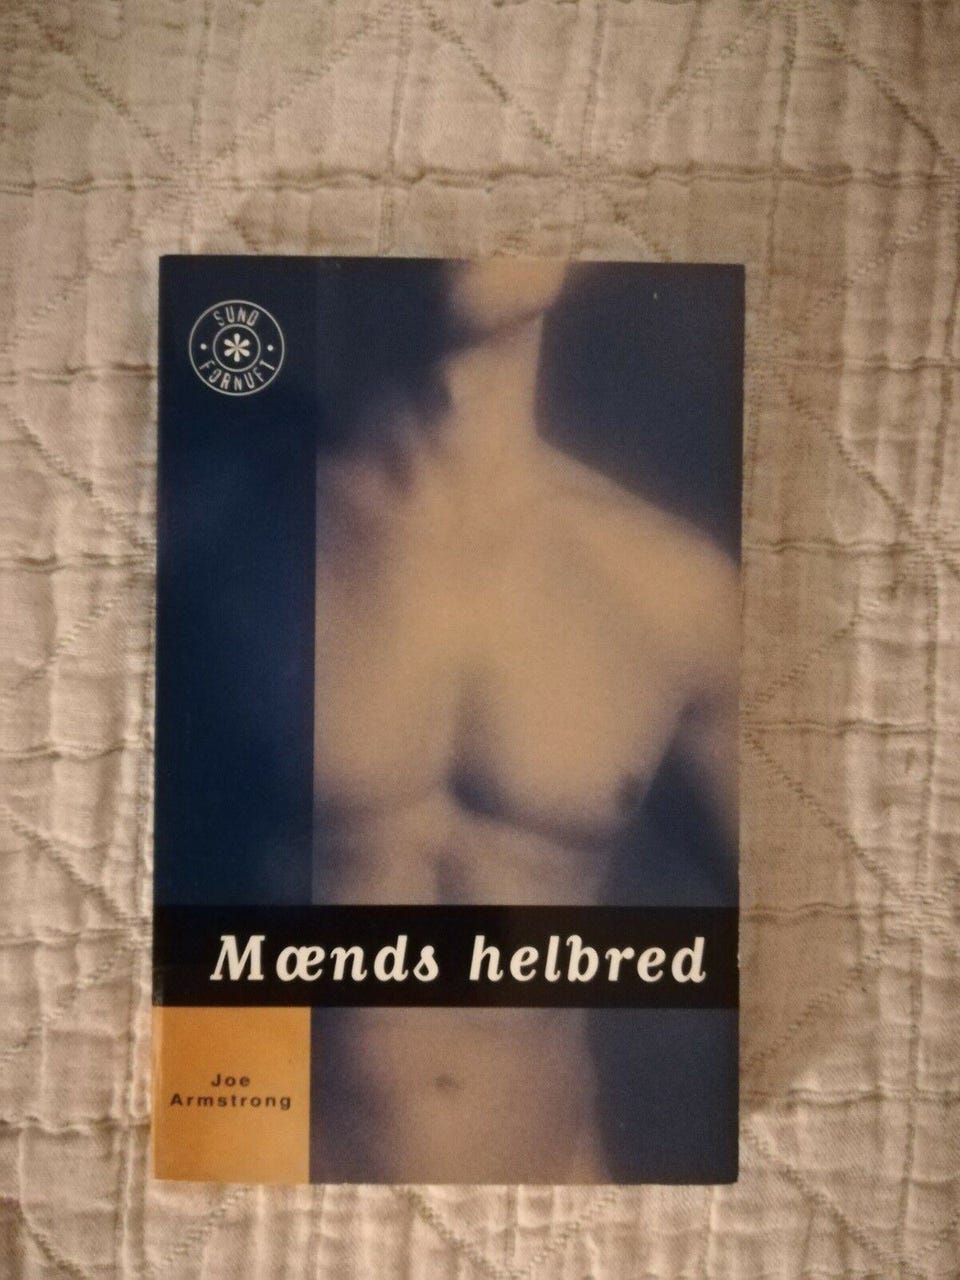 SUND
FORNUFT
Mænds helbred
Joe
Armstrong